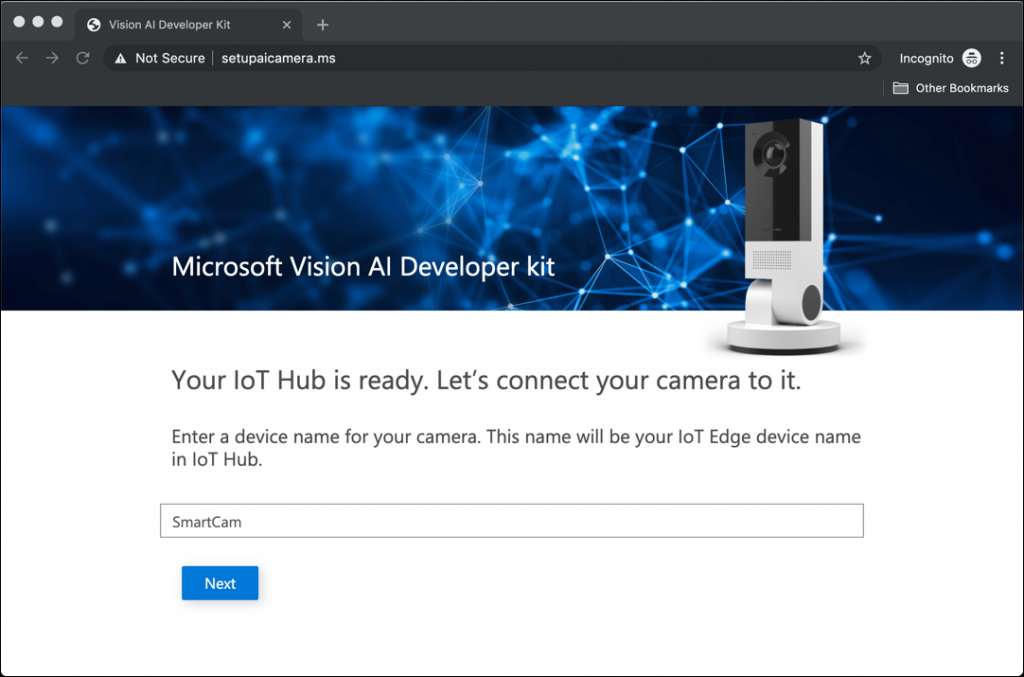 Vision AI Developer Kit
Not Secure
setupaicamera.ms
Incognito
Other Bookmarks
Microsoft Vision AI Developer kit
Your IoT Hub is ready. Let’s connect your camera to it.
Enter a device name for your camera. This name will be your IoT Edge device name
in IoT Hub.
SmartCam
Next